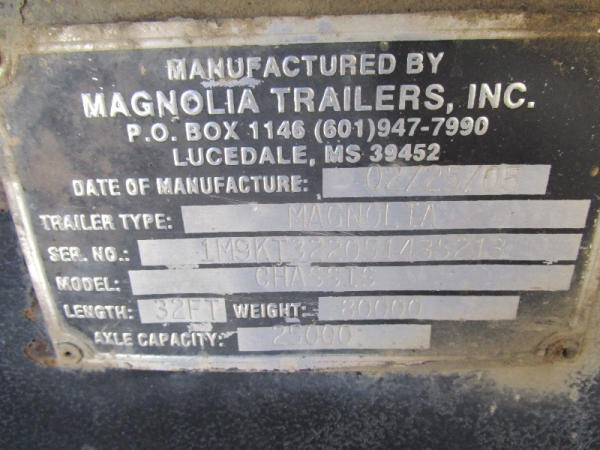 MANUFACTURED BY
MAGNOLIA TRAILERS, INC.
P.O. BOX 1146 (601)947-7990
LUCEDALE, MS 39452
DATE OF MANUFACTURE: 02/25/05
TRAILER TYPE: MAGNOLIA
SER. NO.:
MODEL: CHASSIS
LENGTH: 32FT WEIGHT: 80000
AXLE CAPACITY: 25000